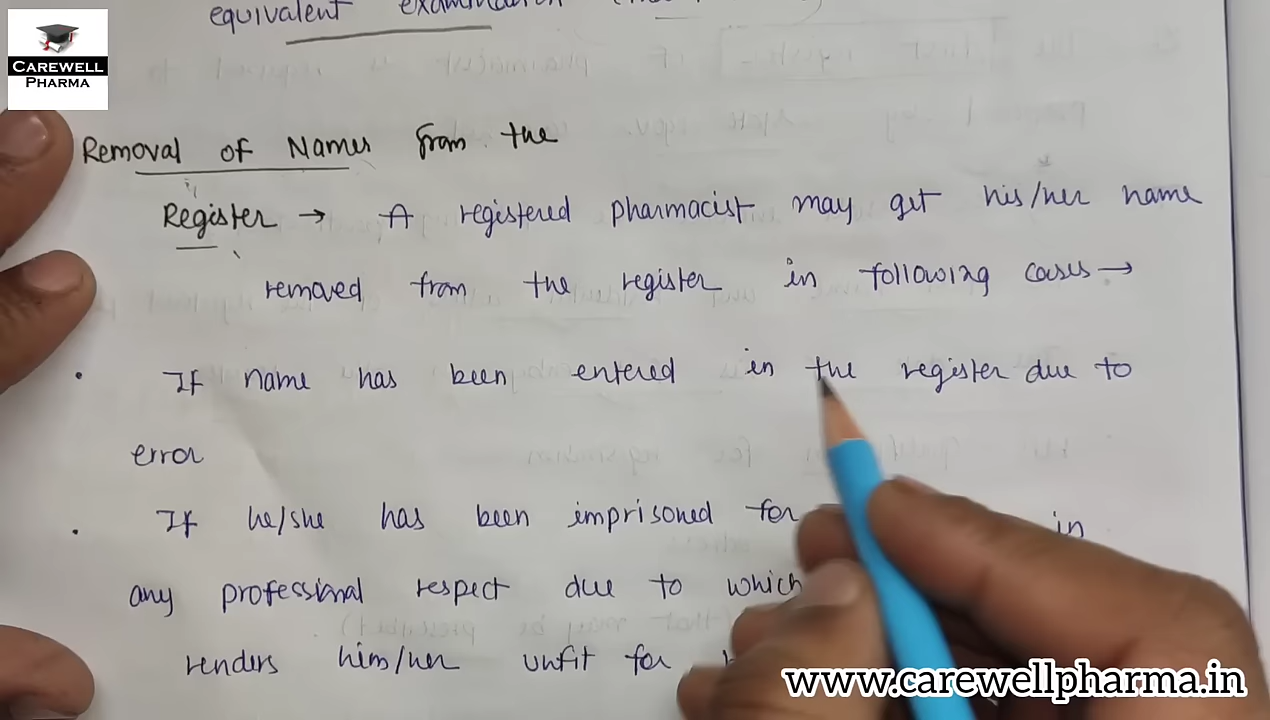 equivalent examination
CAREWELL
PHARMA
Removal of Names from the
Register → A registered pharmacist may get his/her name
removed from the register in following cases →
• If name has been entered in the register due to
error
• If he/she has been imprisoned for in
any professional respect due to which
renders him/her unfit for
www.carewellpharma.in